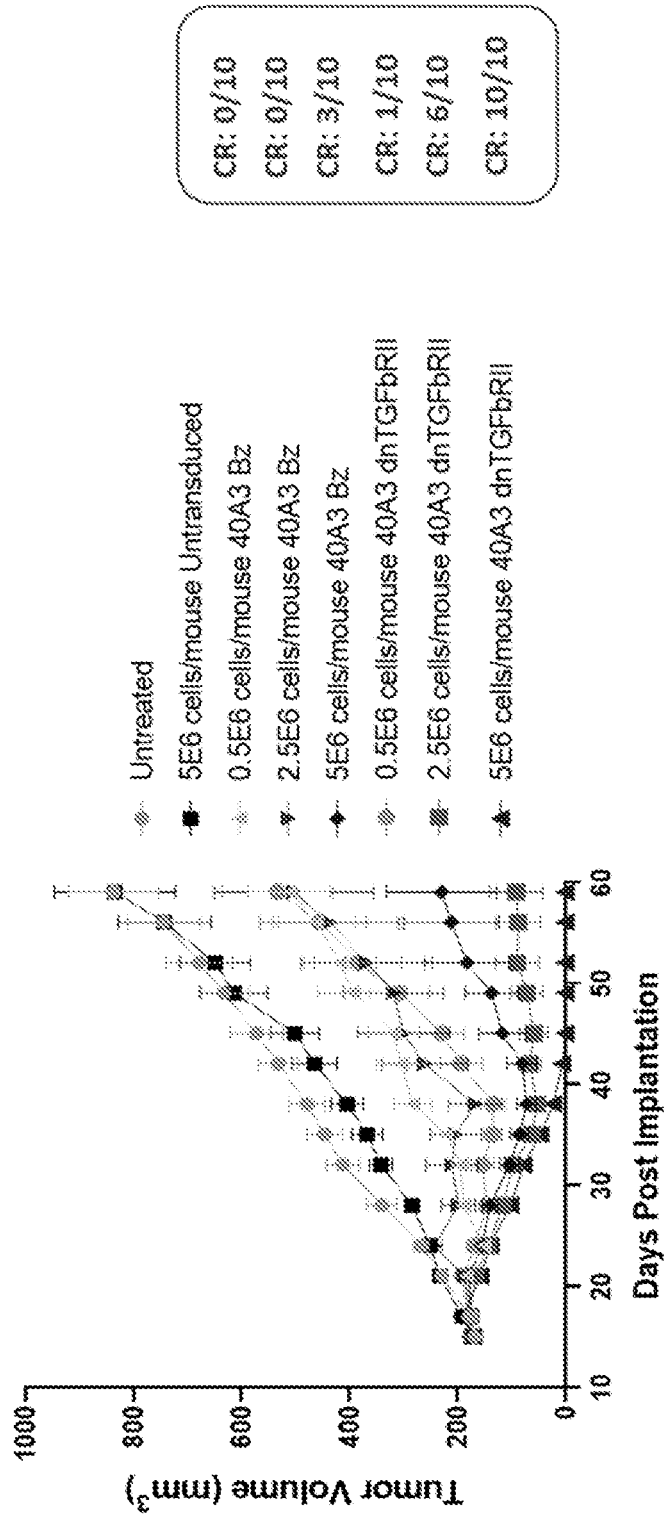 Tumor Volume (mm3)
1000
800
600
400
200
0
10
20
30
40
50
60
Days Post Implantation
Untreated
5E6 cells/mouse Untransduced
0.5E6 cells/mouse 40A3 Bz
2.5E6 cells/mouse 40A3 Bz
5E6 cells/mouse 40A3 Bz
0.5E6 cells/mouse 40A3 dnTGFbRII
2.5E6 cells/mouse 40A3 dnTGFbRII
5E6 cells/mouse 40A3 dnTGFbRII
CR: 0/10
CR: 0/10
CR: 3/10
CR: 1/10
CR: 6/10
CR: 10/10